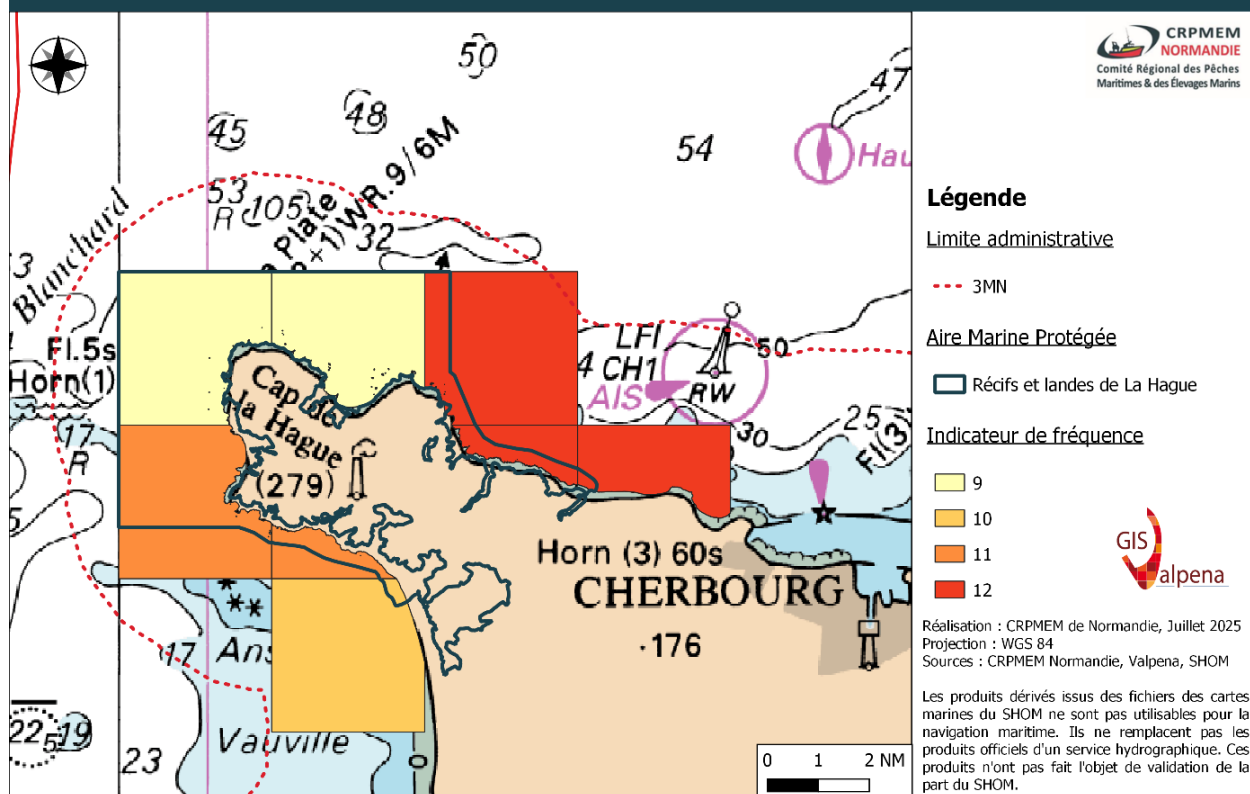 50
47
48
45
54
Hau
53
R
105
Plate
+1) WR.9/6M
32
Blanchard
Fl.5s
Horn(1)
LFl
50
4 CH1
RW
AIS
Cap de
la Hague
(279)
17
R
30
25
Fl(3)
5
Horn (3) 60s
CHERBOURG
176
17
Ans
22
5
19
Vauville
23
0 1 2 NM
CRPMEM
NORMANDIE
Comité Régional des Pêches
Maritimes & des Élevages Marins
Légende
Limite administrative
3MN
Aire Marine Protégée
Récifs et landes de La Hague
Indicateur de fréquence
9
10
11
12
GIS
Valpena
Réalisation : CRPMEM de Normandie, Juillet 2025
Projection : WGS 84
Sources : CRPMEM Normandie, Valpena, SHOM
Les produits dérivés issus des fichiers des cartes
marines du SHOM ne sont pas utilisables pour la
navigation maritime. Ils ne remplacent pas les
produits officiels d'un service hydrographique. Ces
produits n'ont pas fait l'objet de validation de la
part du SHOM.